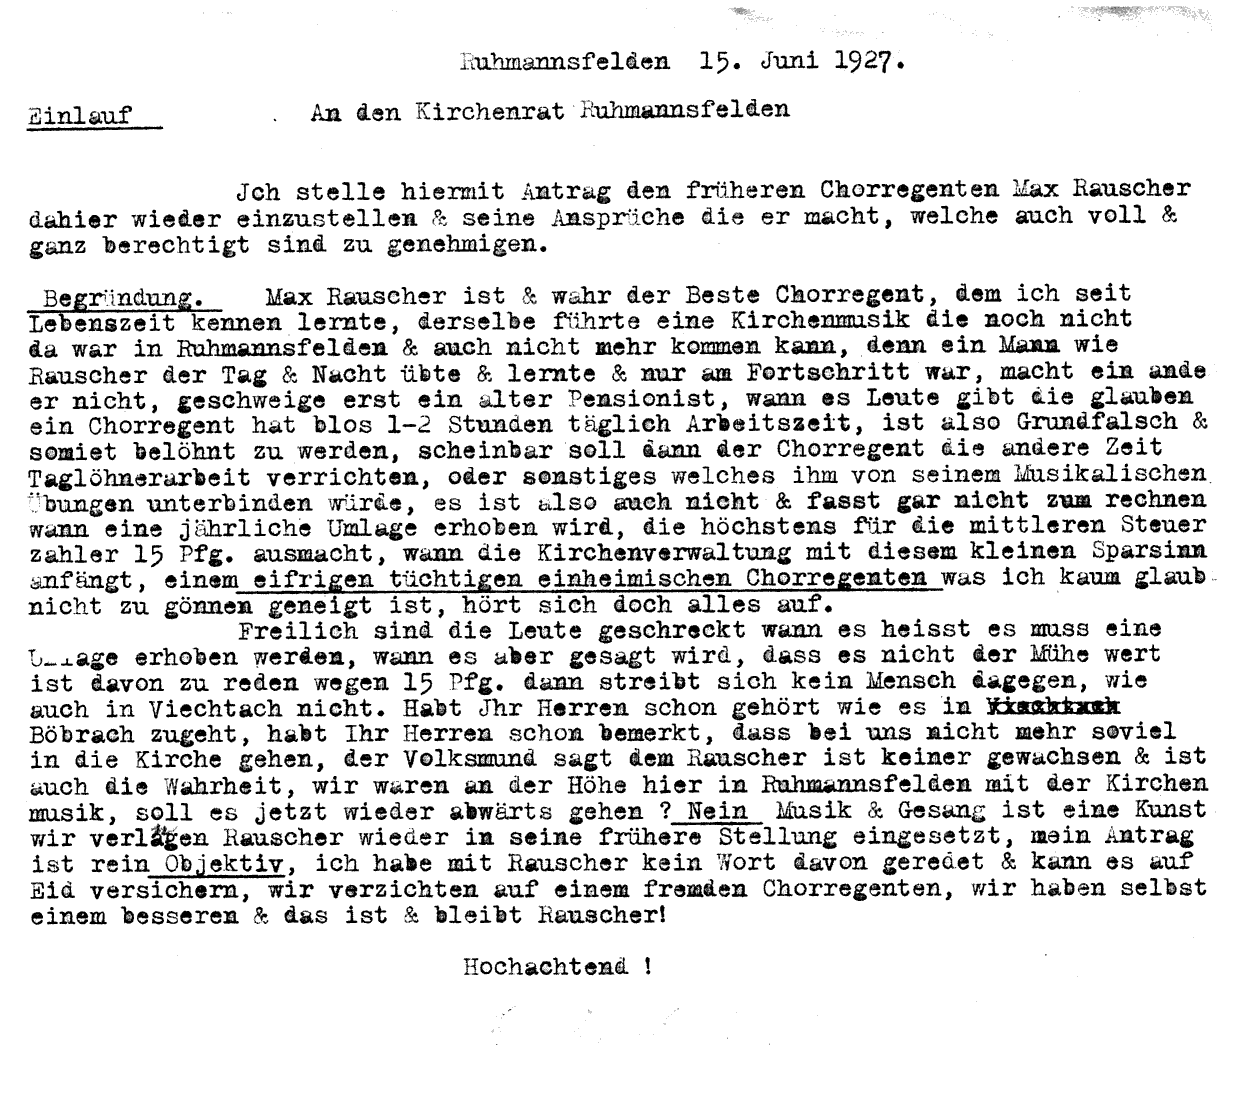 Ruhmannsfelden 15. Juni 1927.
Einlauf An den Kirchenrat Ruhmannsfelden
Jch stelle hiermit Antrag den früheren Chorregenten Max Rauscher
dahier wieder einzustellen & seine Ansprüche die er macht, welche auch voll &
ganz berechtigt sind zu genehmigen.
Begründung. Max Rauscher ist & wahr der Beste Chorregent, dem ich seit
Lebenszeit kennen lernte, derselbe führte eine Kirchenmusik die noch nicht
da war in Ruhmannsfelden & auch nicht mehr kommen kann, denn ein Mann wie
Rauscher der Tag & Nacht übte & lernte & nur am Fortschritt war, macht ein ande
er nicht, geschweige erst ein alter Pensionist, wann es Leute gibt die glauben
ein Chorregent hat blos 1-2 Stunden täglich Arbeitszeit, ist also Grundfalsch &
somiet belöhnt zu werden, scheinbar soll dann der Chorregent die andere Zeit
Taglöhnerarbeit verrichten, oder sonstiges welches ihm von seinem Musikalischen
Übungen unterbinden würde, es ist also auch nicht & fasst gar nicht zum rechnen
wann eine jährliche Umlage erhoben wird, die höchstens für die mittleren Steuer
zahler 15 Pfg. ausmacht, wann die Kirchenverwaltung mit diesem kleinen Sparsinn
anfängt, einem eifrigen tüchtigen einheimischen Chorregenten was ich kaum glaub
nicht zu gönnen geneigt ist, hört sich doch alles auf.
Freilich sind die Leute geschreckt wann es heisst es muss eine
Umlage erhoben werden, wann es aber gesagt wird, dass es nicht der Mühe wert
ist davon zu reden wegen 15 Pfg. dann streibt sich kein Mensch dagegen, wie
auch in Viechtach nicht. Habt Jhr Herren schon gehört wie es in
Böbrach zugeht, habt Ihr Herren schon bemerkt, dass bei uns nicht mehr soviel
in die Kirche gehen, der Volksmund sagt dem Rauscher ist keiner gewachsen & ist
auch die Wahrheit, wir waren an der Höhe hier in Ruhmannsfelden mit der Kirchen
musik, soll es jetzt wieder abwärts gehen ? Nein Musik & Gesang ist eine Kunst
wir Rauscher wieder in seine frühere Stellung eingesetzt, mein Antrag
ist rein Objektiv, ich habe mit Rauscher kein Wort davon geredet & kann es auf
Eid versichern, wir verzichten auf einem fremden Chorregenten, wir haben selbst
einem besseren & das ist & bleibt Rauscher!
Hochachtend !